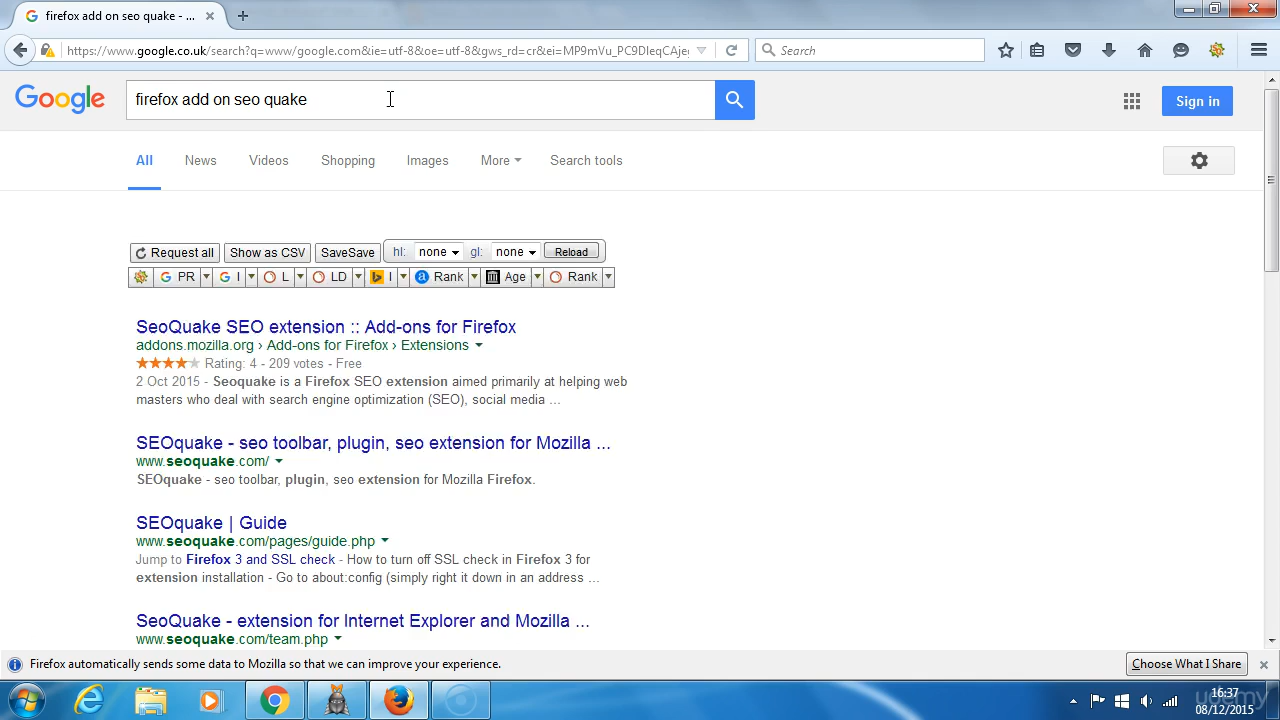 firefox add on seo quake - ...
https://www.google.co.uk/search?q=www/google.com&ie=utf-8&oe=utf-8&gws_rd=cr&ei=MP9mVu_PC9DleqCAJe
Search
Google
firefox add on seo quake
Sign in
All News Videos Shopping Images More Search tools
Request all Show as CSV SaveSave hl: none gl: none Reload
PR I L LD I Rank Age Rank
SeoQuake SEO extension :: Add-ons for Firefox
addons.mozilla.org › Add-ons for Firefox › Extensions
Rating: 4 - 209 votes - Free
2 Oct 2015 - Seoquake is a Firefox SEO extension aimed primarily at helping web
masters who deal with search engine optimization (SEO), social media ...
SEOquake - seo toolbar, plugin, seo extension for Mozilla ...
www.seoquake.com/
SEOquake - seo toolbar, plugin, seo extension for Mozilla Firefox.
SEOquake | Guide
www.seoquake.com/pages/guide.php
Jump to Firefox 3 and SSL check - How to turn off SSL check in Firefox 3 for
extension installation - Go to about:config (simply right it down in an address ...
SeoQuake - extension for Internet Explorer and Mozilla ...
www.seoquake.com/team.php
Firefox automatically sends some data to Mozilla so that we can improve your experience.
Choose What I Share
16:37
08/12/2015
udemy